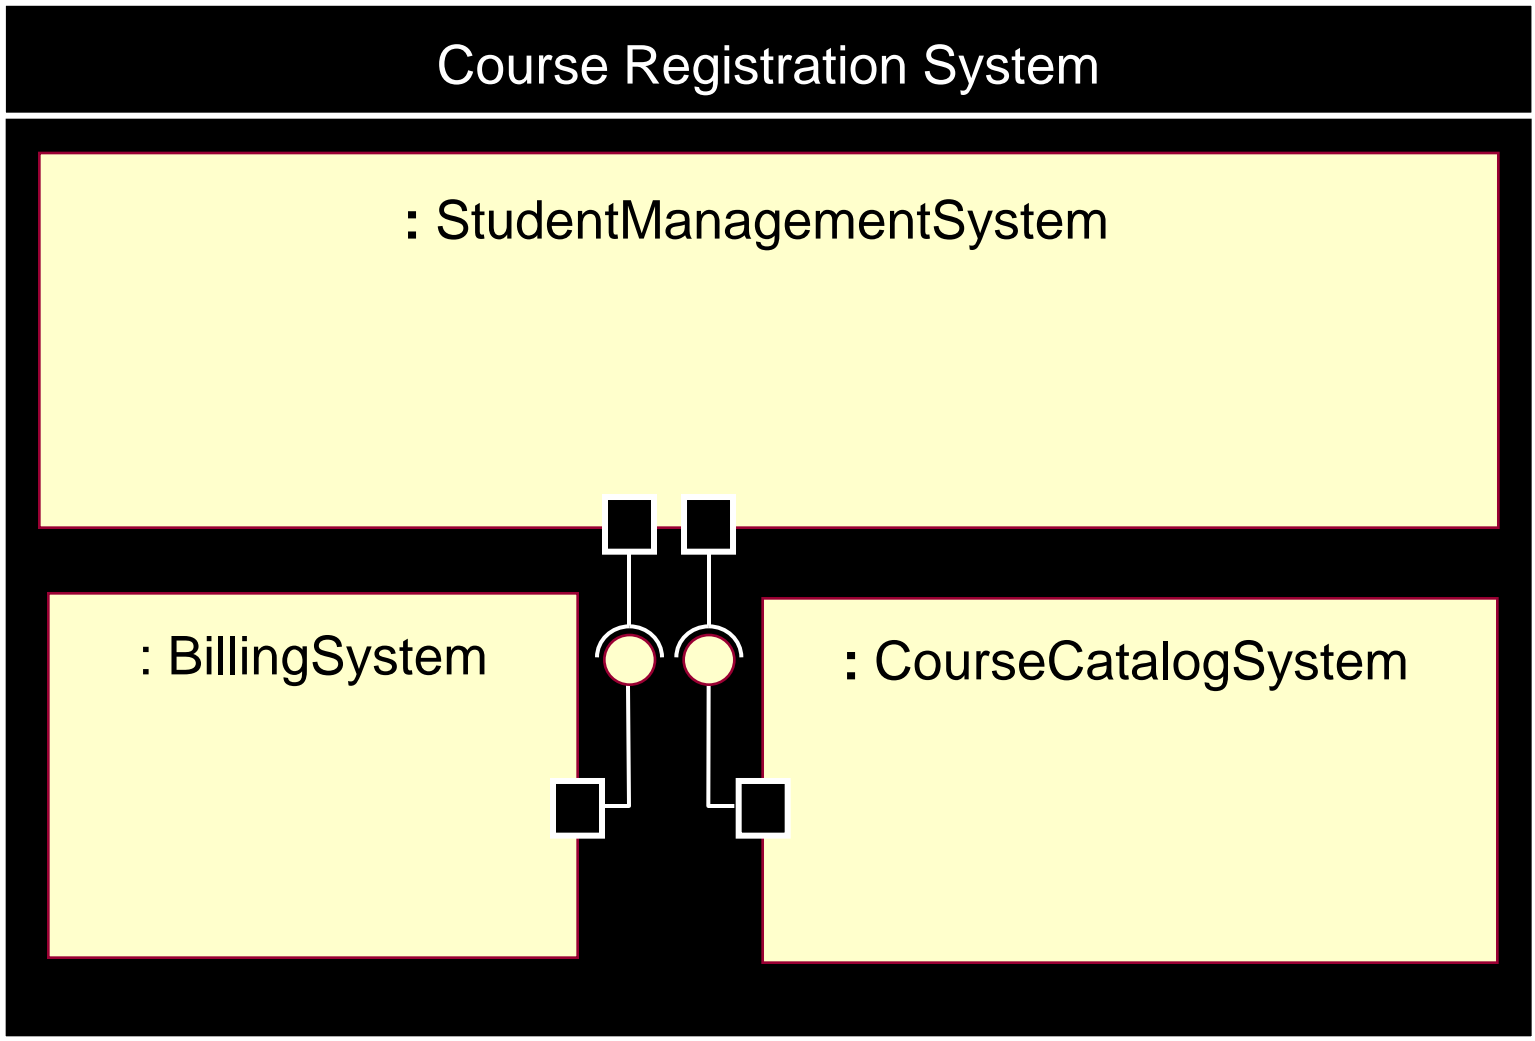 Course Registration System
: StudentManagementSystem
: BillingSystem
: CourseCatalogSystem